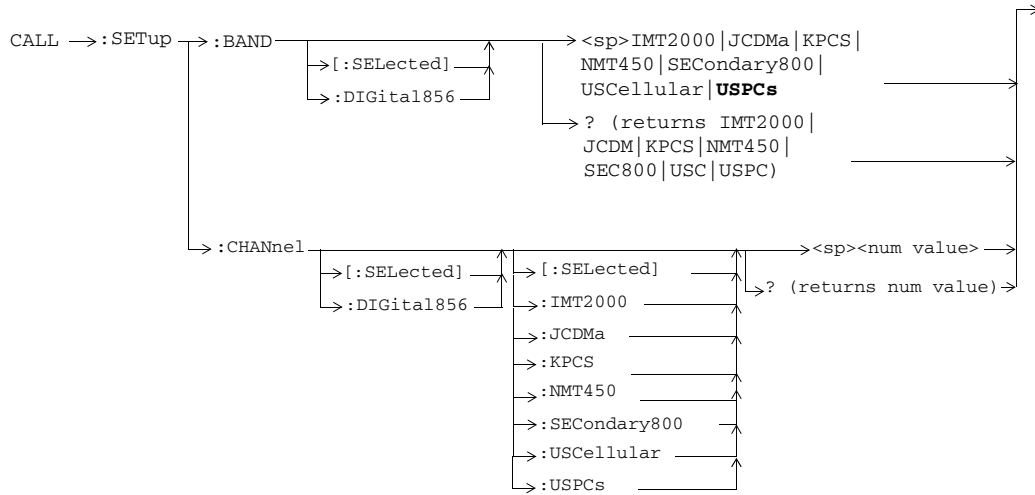 CALL :SETup :BAND <sp>IMT2000|JCDMa|KPCS|
[:SELected] NMT450|SECondary800|
:DIGital856 USCellular|USPCs
? (returns IMT2000|
JCDM|KPCS|NMT450|
SEC800|USC|USPC)
:CHANnel <sp><num value>
[:SELected] [:SELected]
? (returns num value)
:DIGital856 :IMT2000
:JCDMa
:KPCS
:NMT450
:SECondary800
:USCellular
:USPCs